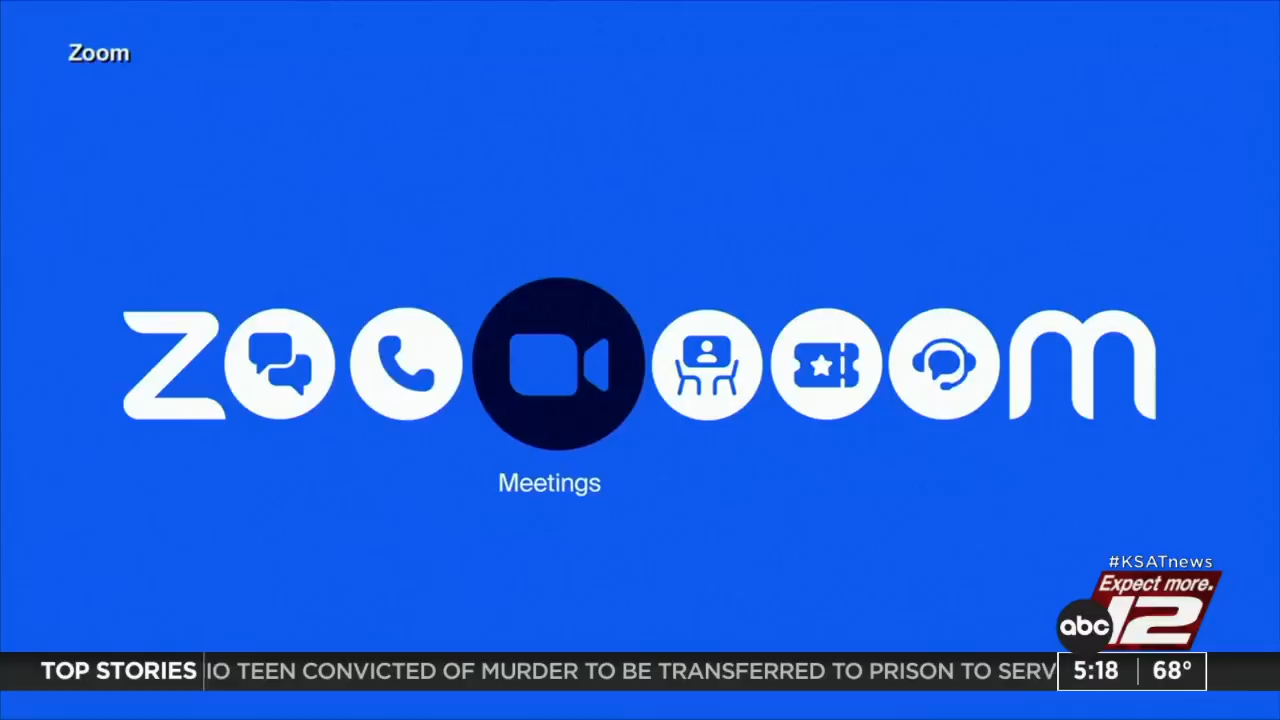 Zoom
zoooooom
Meetings
#KSATnews
Expect more.
abc 12
TOP STORIES IO TEEN CONVICTED OF MURDER TO BE TRANSFERRED TO PRISON TO SERV 5:18 68°